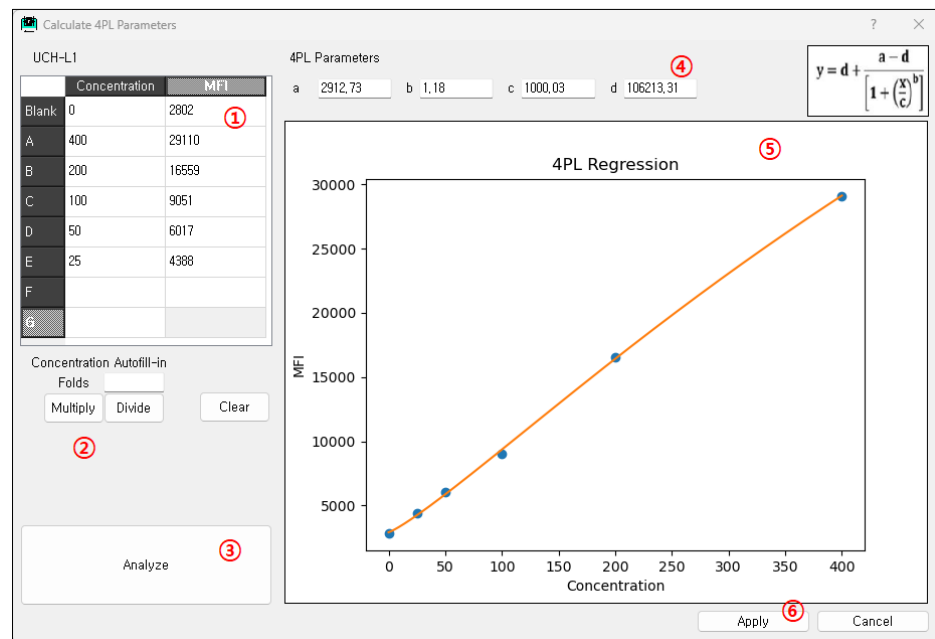 Calculate 4PL Parameters ? ×
UCH-L1
Concentration MFI
①
Blank 0 2802
A 400 29110
B 200 16559
C 100 9051
D 50 6017
E 25 4388
F
G
Concentration Autofill-in
Folds
Multiply Divide Clear
②
③
Analyze
4PL Parameters
④
a 2912,73 b 1,18 c 1000,03 d 106213,31
y = d + a − d / [1 + (x/c)^b]
⑤
4PL Regression
30000
25000
20000
15000
10000
5000
MFI
0 50 100 150 200 250 300 350 400
Concentration
⑥
Apply Cancel